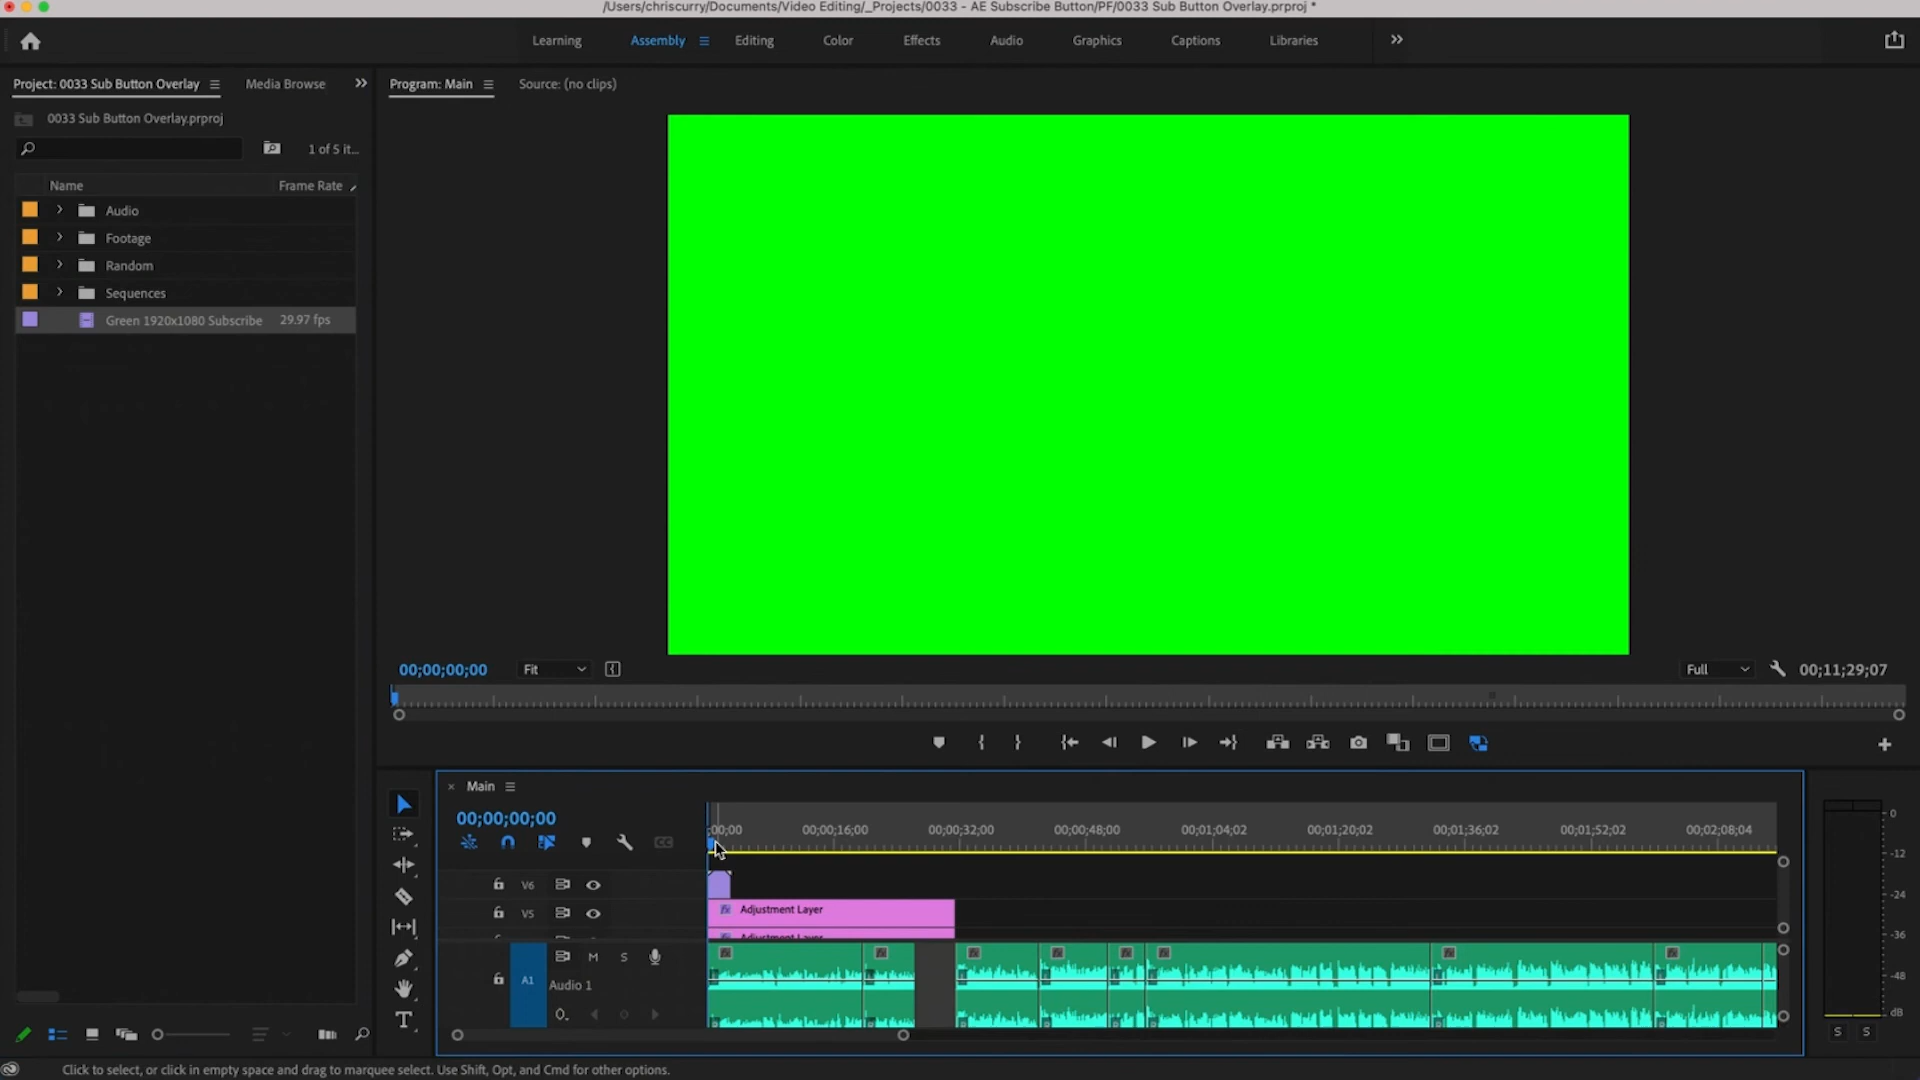 /Users/chriscurry/Documents/Video Editing/_Projects/0033 - AE Subscribe Button/PF/0033 Sub Button Overlay.prproj *
Learning Assembly Editing Color Effects Audio Graphics Captions Libraries
Project: 0033 Sub Button Overlay Media Browse
Program: Main Source: (no clips)
0033 Sub Button Overlay.prproj
1 of 5 it...
Name Frame Rate
Audio
Footage
Random
Sequences
Green 1920x1080 Subscribe 29.97 fps
00;00;00;00 Fit Full 00;11;29;07
Main
00;00;00;00
;00;00 00;00;16;00 00;00;32;00 00;00;48;00 00;01;04;02 00;01;20;02 00;01;36;02 00;01;52;02 00;02;08;04
V6
V5 fx Adjustment Layer
Adjustment Layer
A1 M S
Audio 1
0
-12
-24
-36
-48
dB
S S
Click to select, or click in empty space and drag to marquee select. Use Shift, Opt, and Cmd for other options.